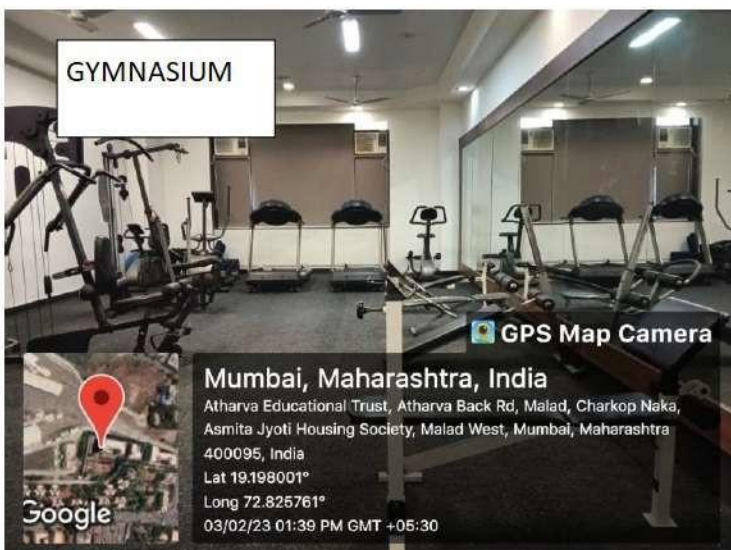 GYMNASIUM
GPS Map Camera
Mumbai, Maharashtra, India
Atharva Educational Trust, Atharva Back Rd, Malad, Charkop Naka,
Asmita Jyoti Housing Society, Malad West, Mumbai, Maharashtra
400095, India
Lat 19.198001°
Long 72.825761°
03/02/23 01:39 PM GMT +05:30
Google